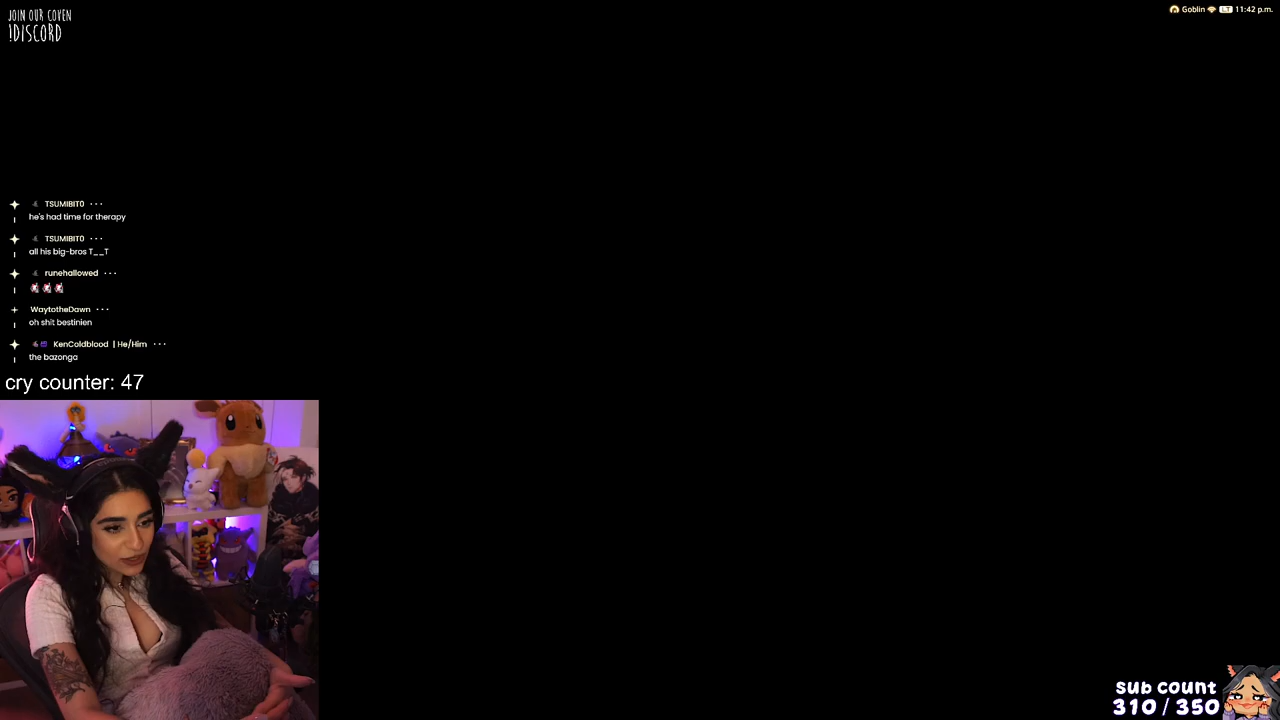 JOIN OUR COVEN
!DISCORD
Goblin LT 11:42 p.m.
TSUMIBIT0 ···
he's had time for therapy
TSUMIBIT0 ···
all his big-bros T__T
runehallowed ···
WaytotheDawn ···
oh shit bestinien
KenColdblood | He/Him ···
the bazonga
cry counter: 47
sub count
310 / 350